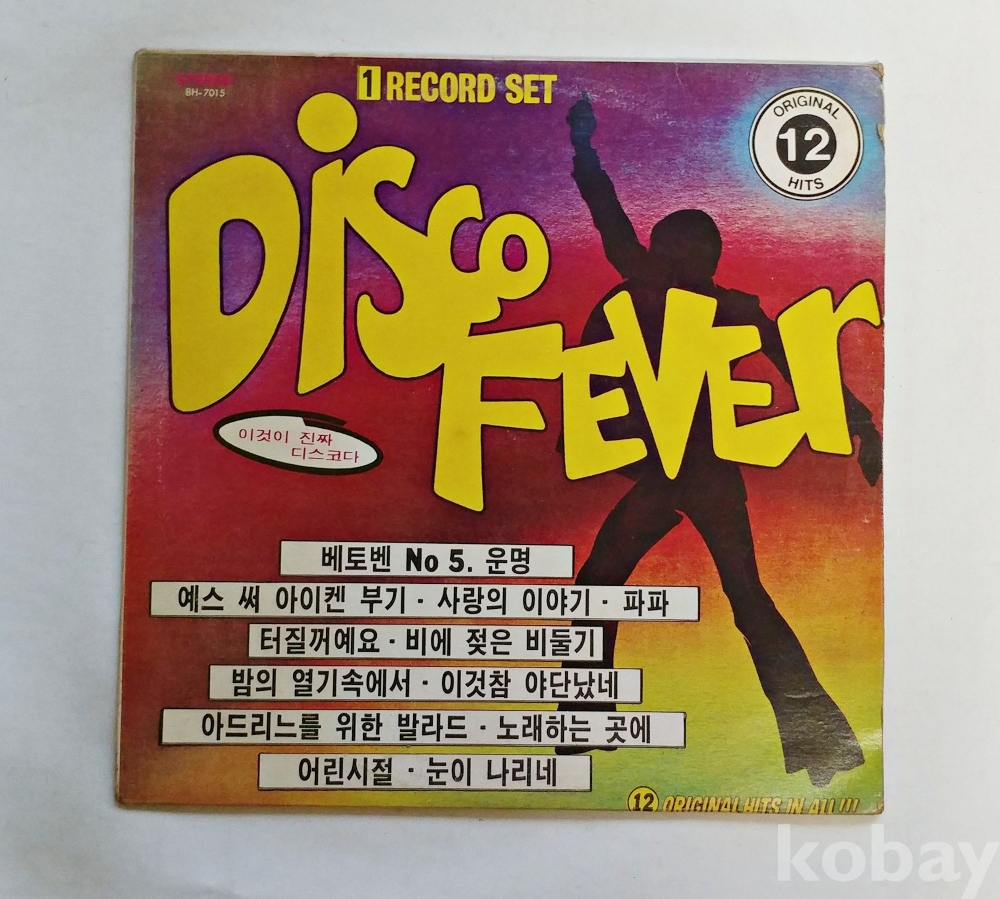 STEREO
BH-7015
1 RECORD SET
ORIGINAL
12
HITS
Disco
FEVEr
이것이 진짜
디스코다
베토벤 No 5. 운명
예스 써 아이켄 부기 · 사랑의 이야기 · 파파
터질꺼예요 · 비에 젖은 비둘기
밤의 열기속에서 · 이것참 야단났네
아드리느를 위한 발라드 · 노래하는 곳에
어린시절 · 눈이 나리네
12 ORIGINAL HITS IN ALL!!!
kobay